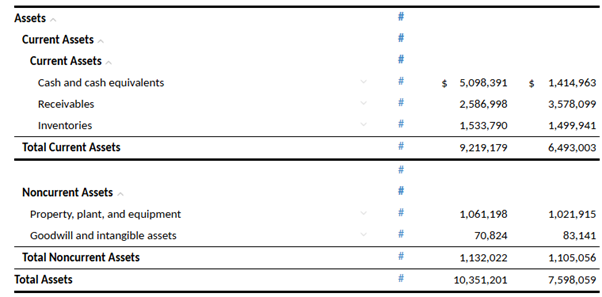 Assets #
Current Assets #
Current Assets #
Cash and cash equivalents # $ 5,098,391 $ 1,414,963
Receivables # 2,586,998 3,578,099
Inventories # 1,533,790 1,499,941
Total Current Assets # 9,219,179 6,493,003
#
Noncurrent Assets #
Property, plant, and equipment # 1,061,198 1,021,915
Goodwill and intangible assets # 70,824 83,141
Total Noncurrent Assets # 1,132,022 1,105,056
Total Assets # 10,351,201 7,598,059